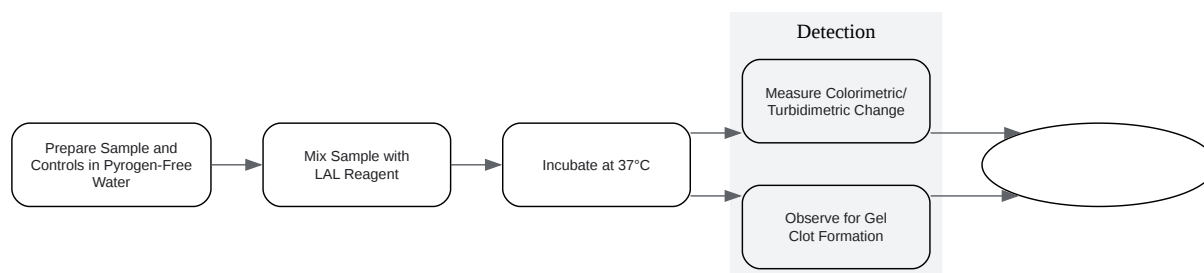 Prepare Sample and
Controls in Pyrogen-Free
Water
Mix Sample with
LAL Reagent
Incubate at 37°C
Detection
Measure Colorimetric/
Turbidimetric Change
Observe for Gel
Clot Formation